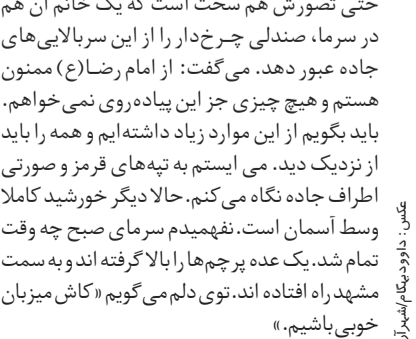 حتی تصورش هم سخت است که یک خانم آن هم
در سرما، صندلی چـرخ‌دار را از این سربالایی‌های
جاده عبور دهد. می‌گفت: از امام رضـا(ع) ممنون
هستم و هیچ چیزی جز این پیاده‌روی نمی‌خواهم.
باید بگویم از این موارد زیاد داشته‌ایم و همه را باید
از نزدیک دید. می ایستم به تپه‌های قرمز و صورتی
اطراف جاده نگاه می‌کنم. حالا دیگر خورشید کاملا
وسط آسمان است. نفهمیدم سرمای صبح چه وقت
تمام شد. یک عده پرچم‌ها را بالا گرفته اند و به سمت
مشهد راه افتاده اند. توی دلم می‌گویم «کاش میزبان
خوبی باشیم.»
عکس: داوود بیگام/شهرآر